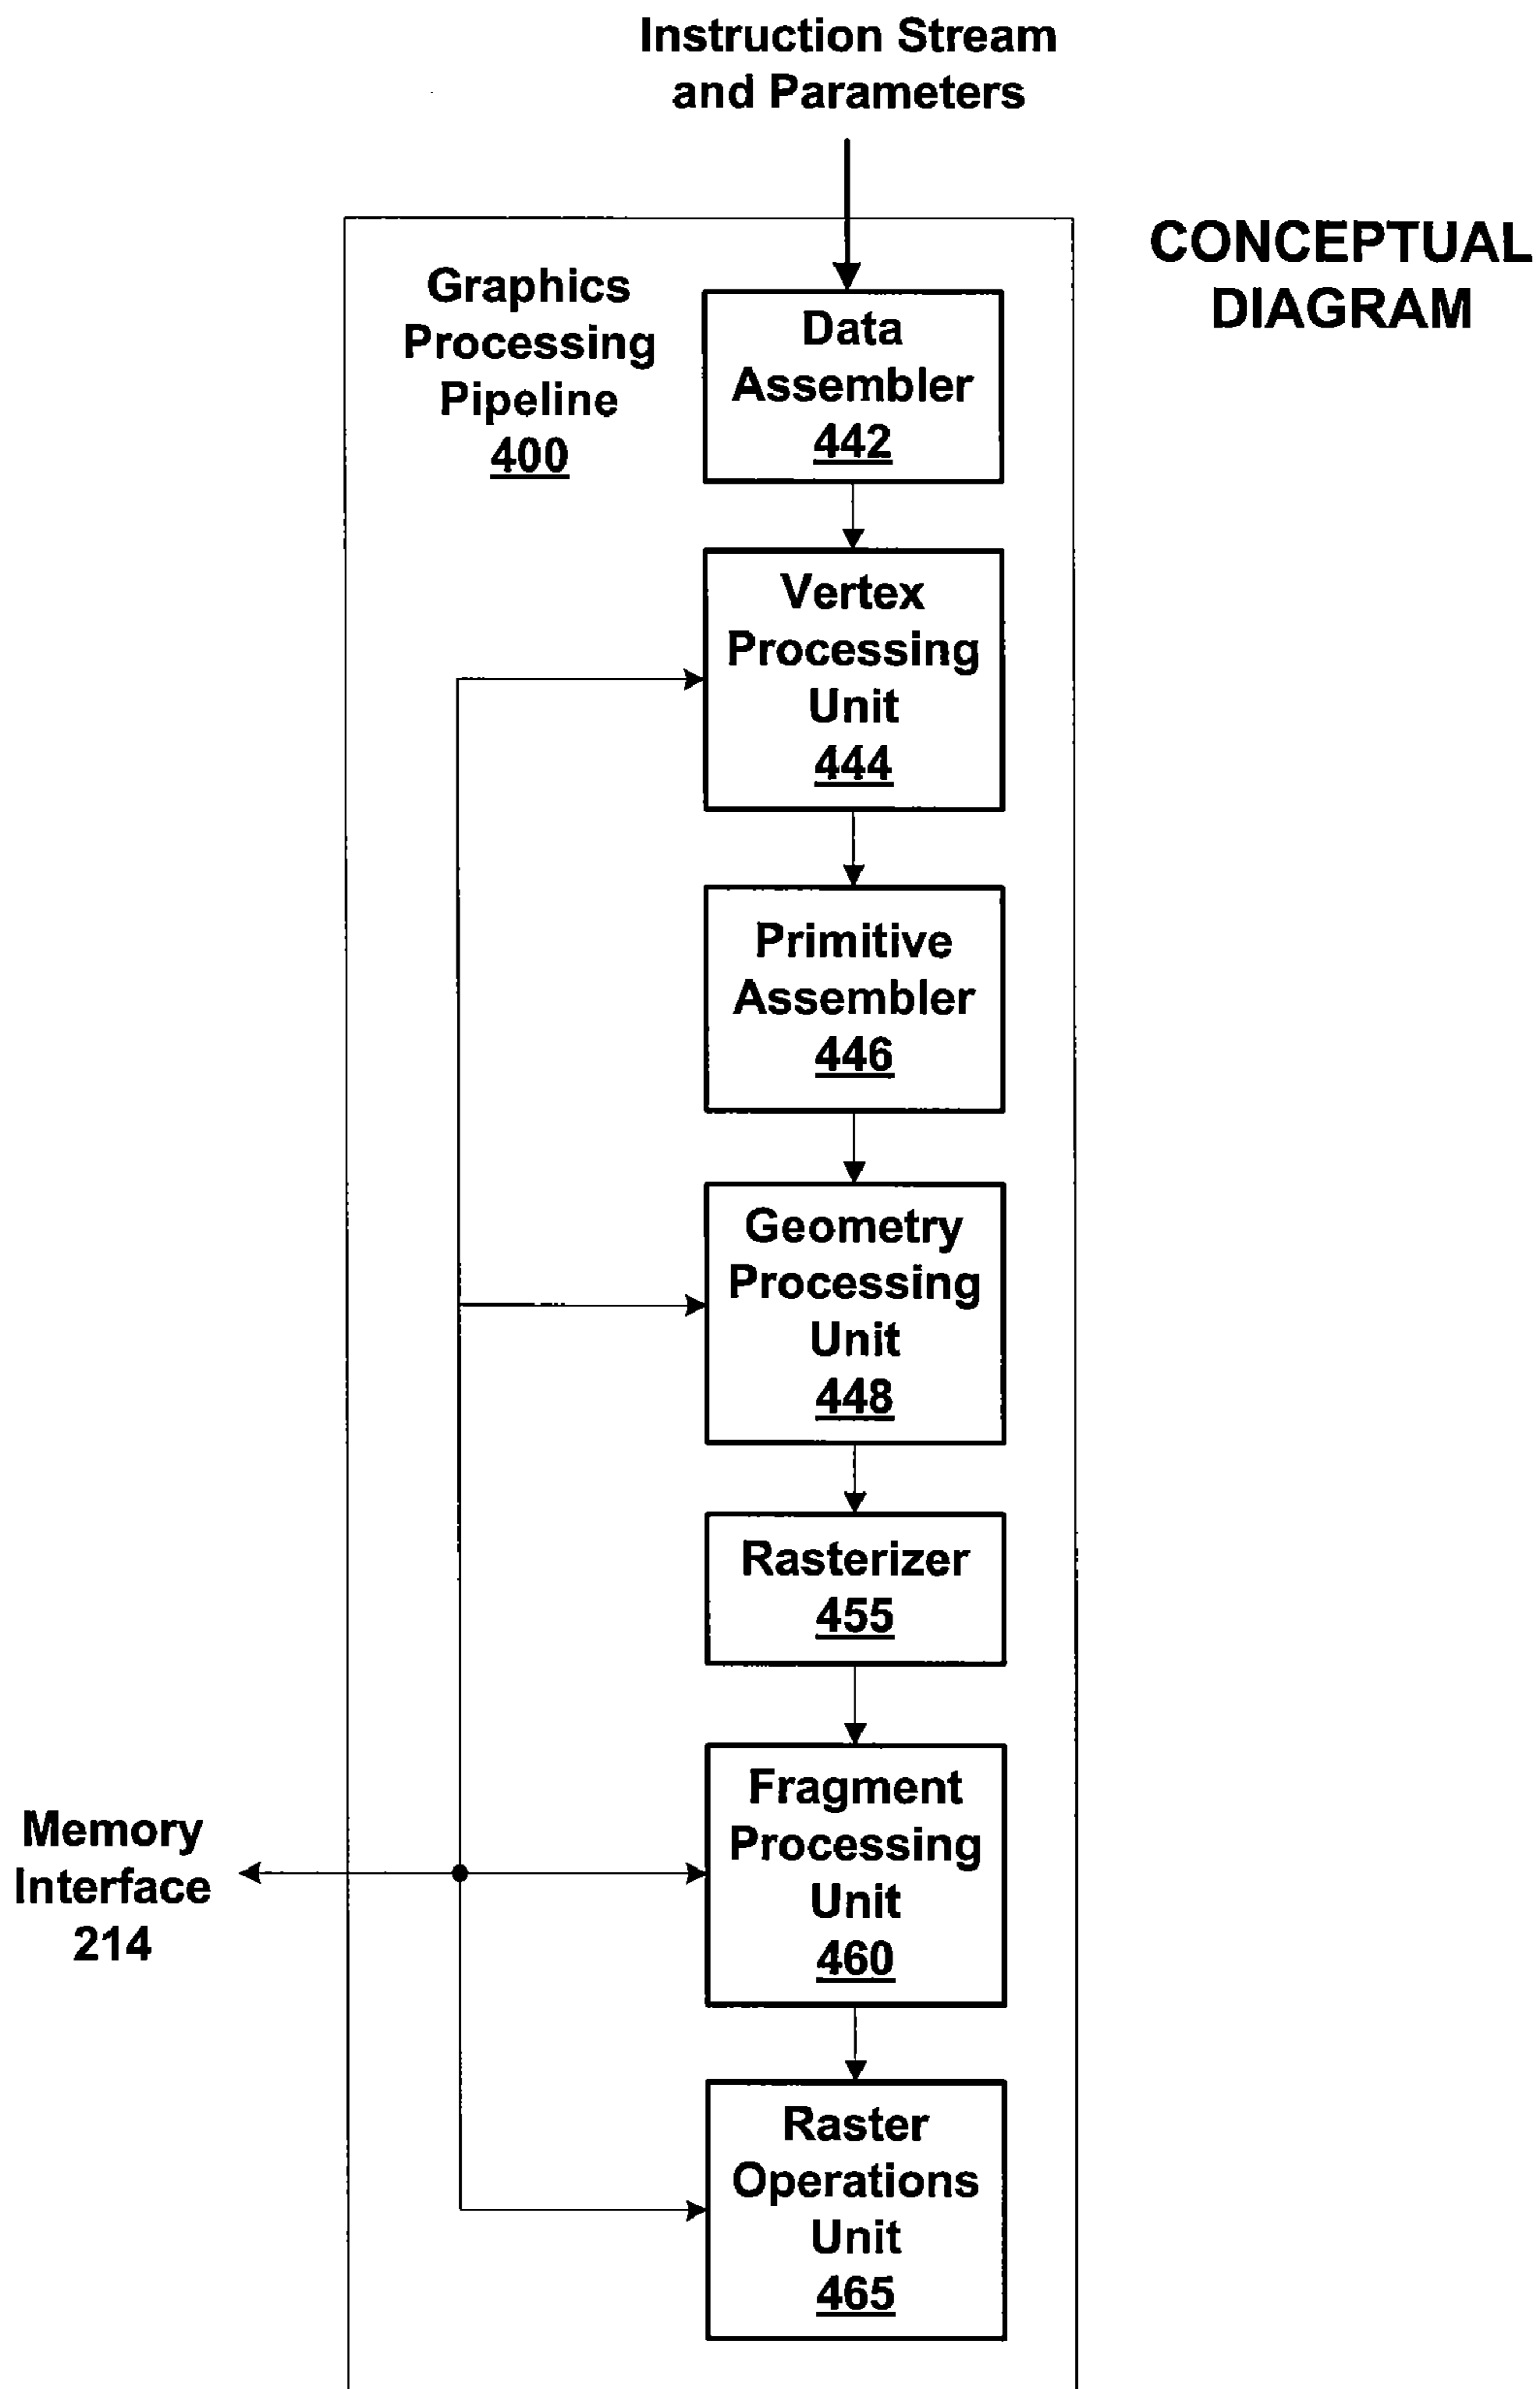 Instruction Stream
and Parameters
CONCEPTUAL
DIAGRAM
Graphics
Processing
Pipeline
400
Data
Assembler
442
Vertex
Processing
Unit
444
Primitive
Assembler
446
Geometry
Processing
Unit
448
Rasterizer
455
Memory
Interface
214
Fragment
Processing
Unit
460
Raster
Operations
Unit
465